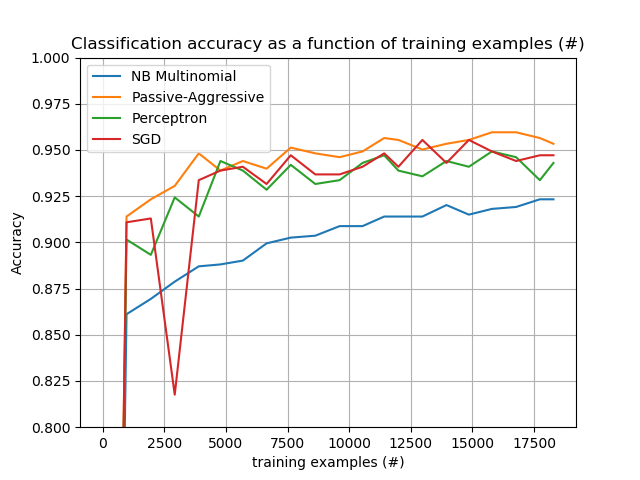 Classification accuracy as a function of training examples (#)
1.000
0.975
0.950
0.925
0.900
0.875
0.850
0.825
0.800
Accuracy
NB Multinomial
Passive-Aggressive
Perceptron
SGD
0 2500 5000 7500 10000 12500 15000 17500
training examples (#)